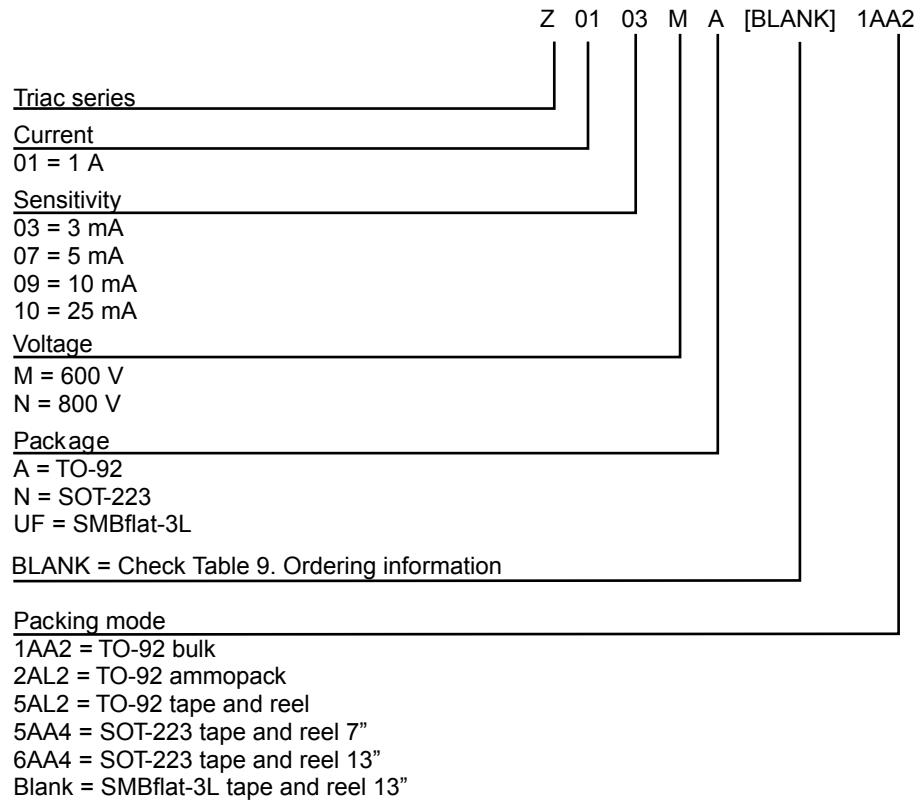 Z 01 03 M A [BLANK] 1AA2
Triac series
Current
01 = 1 A
Sensitivity
03 = 3 mA
07 = 5 mA
09 = 10 mA
10 = 25 mA
Voltage
M = 600 V
N = 800 V
Package
A = TO-92
N = SOT-223
UF = SMBflat-3L
BLANK = Check Table 9. Ordering information
Packing mode
1AA2 = TO-92 bulk
2AL2 = TO-92 ammopack
5AL2 = TO-92 tape and reel
5AA4 = SOT-223 tape and reel 7”
6AA4 = SOT-223 tape and reel 13”
Blank = SMBflat-3L tape and reel 13”